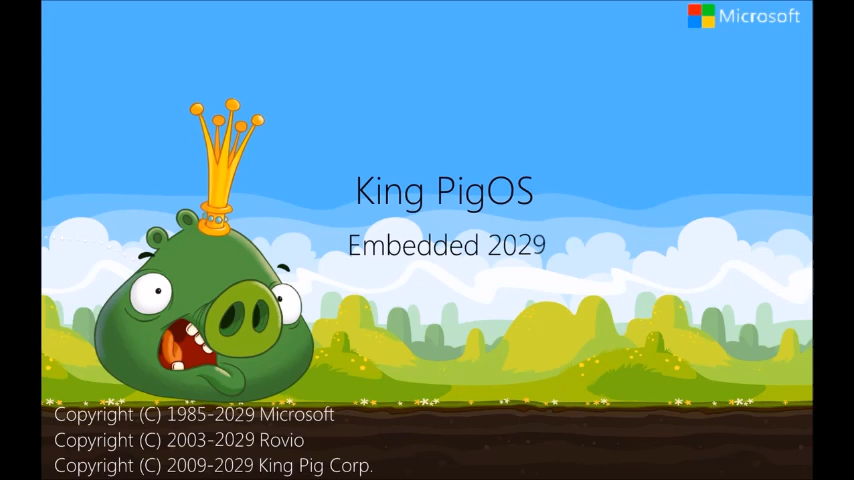 Microsoft
King PigOS
Embedded 2029
Copyright (C) 1985-2029 Microsoft
Copyright (C) 2003-2029 Rovio
Copyright (C) 2009-2029 King Pig Corp.